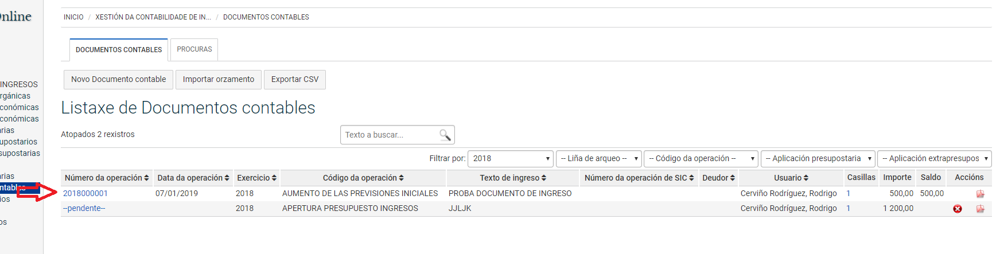 Online
INICIO / XESTIÓN DA CONTABILIDADE DE IN... / DOCUMENTOS CONTABLES
DOCUMENTOS CONTABLES PROCURAS
Novo Documento contable Importar orzamento Exportar CSV
INGRESOS
rgánicas
conómicas
conómicas
arias
upostarios
supostarias
arias
ntables
ios
os
Listaxe de Documentos contables
Atopados 2 rexistros Texto a buscar...
Filtrar por: 2018 -- Liña de arqueo -- -- Código da operación -- -- Aplicación presupostaria -- Aplicación extrapresupos
Número da operación Data da operación Exercicio Código da operación Texto de ingreso Número da operación de SIC Deudor Usuario Casillas Importe Saldo Accións
2018000001 07/01/2019 2018 AUMENTO DE LAS PREVISIONES INICIALES PROBA DOCUMENTO DE INGRESO Cerviño Rodríguez, Rodrigo 1 500,00 500,00
--pendente-- 2018 APERTURA PRESUPUESTO INGRESOS JJLJK Cerviño Rodríguez, Rodrigo 1 1 200,00